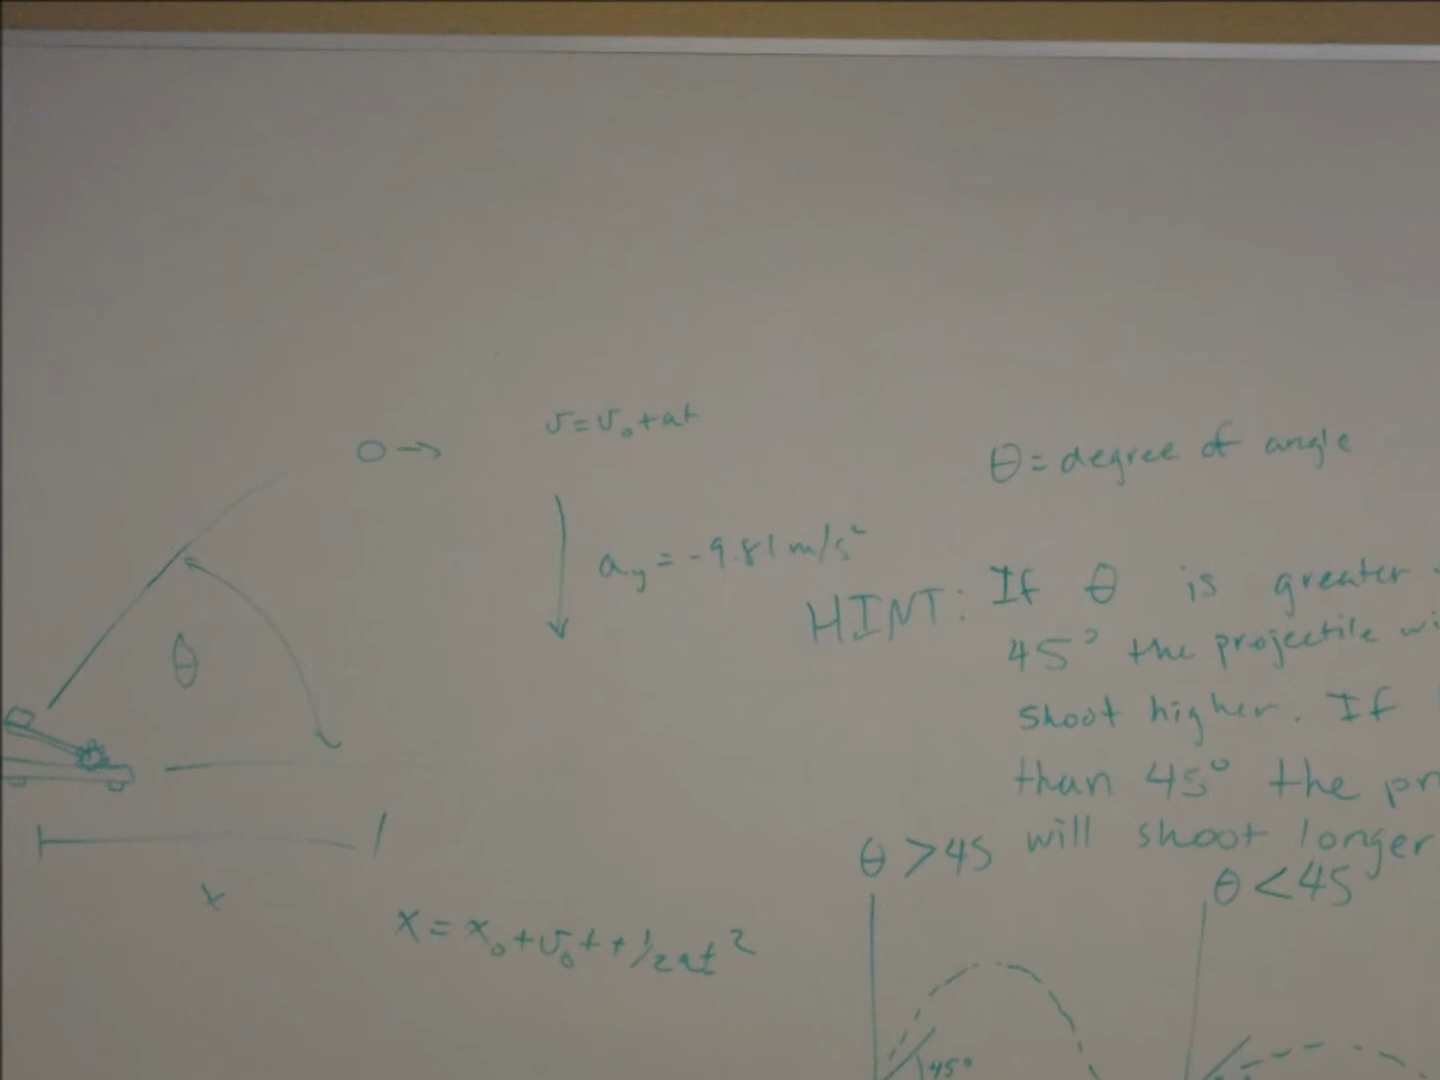 v=v₀+at
θ=degree of angle
a_y=-9.81m/s²
HINT: If θ is greater
45° the projectile
shoot higher. If
than 45° the
will shoot longer
θ
θ>45
θ<45
x
x=x₀+v₀t+1/2at²
45°